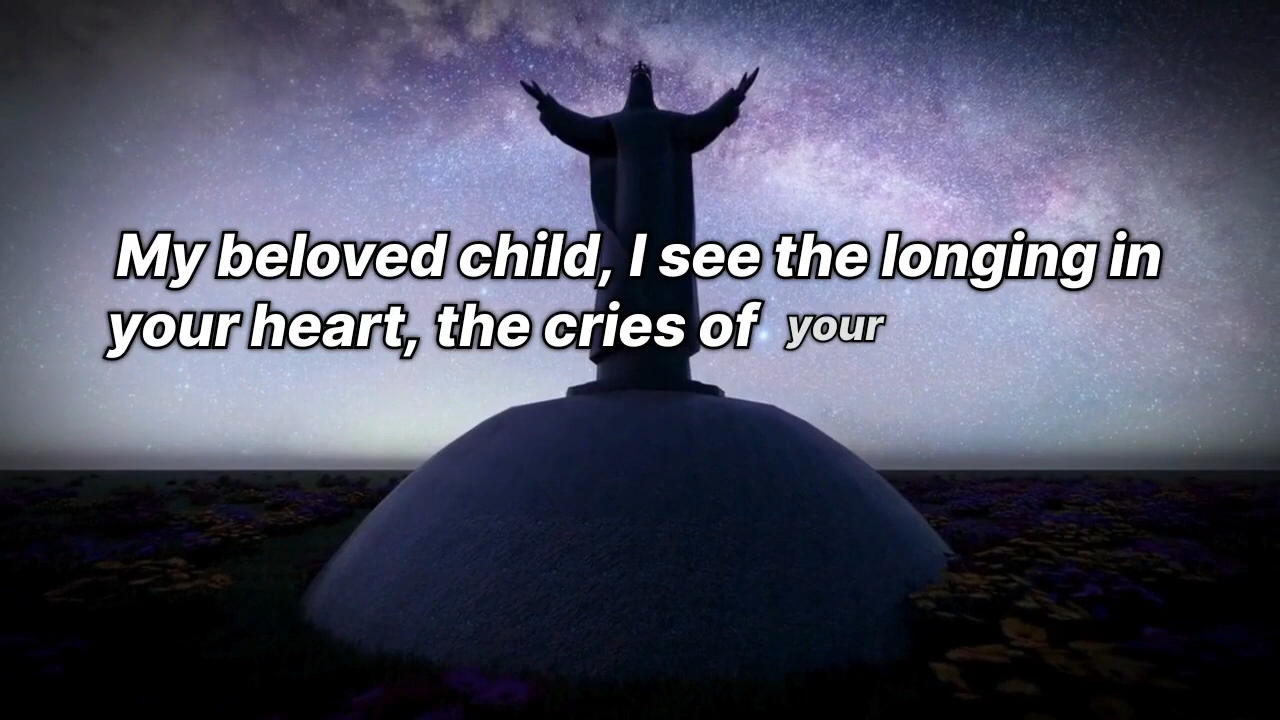 My beloved child, I see the longing in
your heart, the cries of your